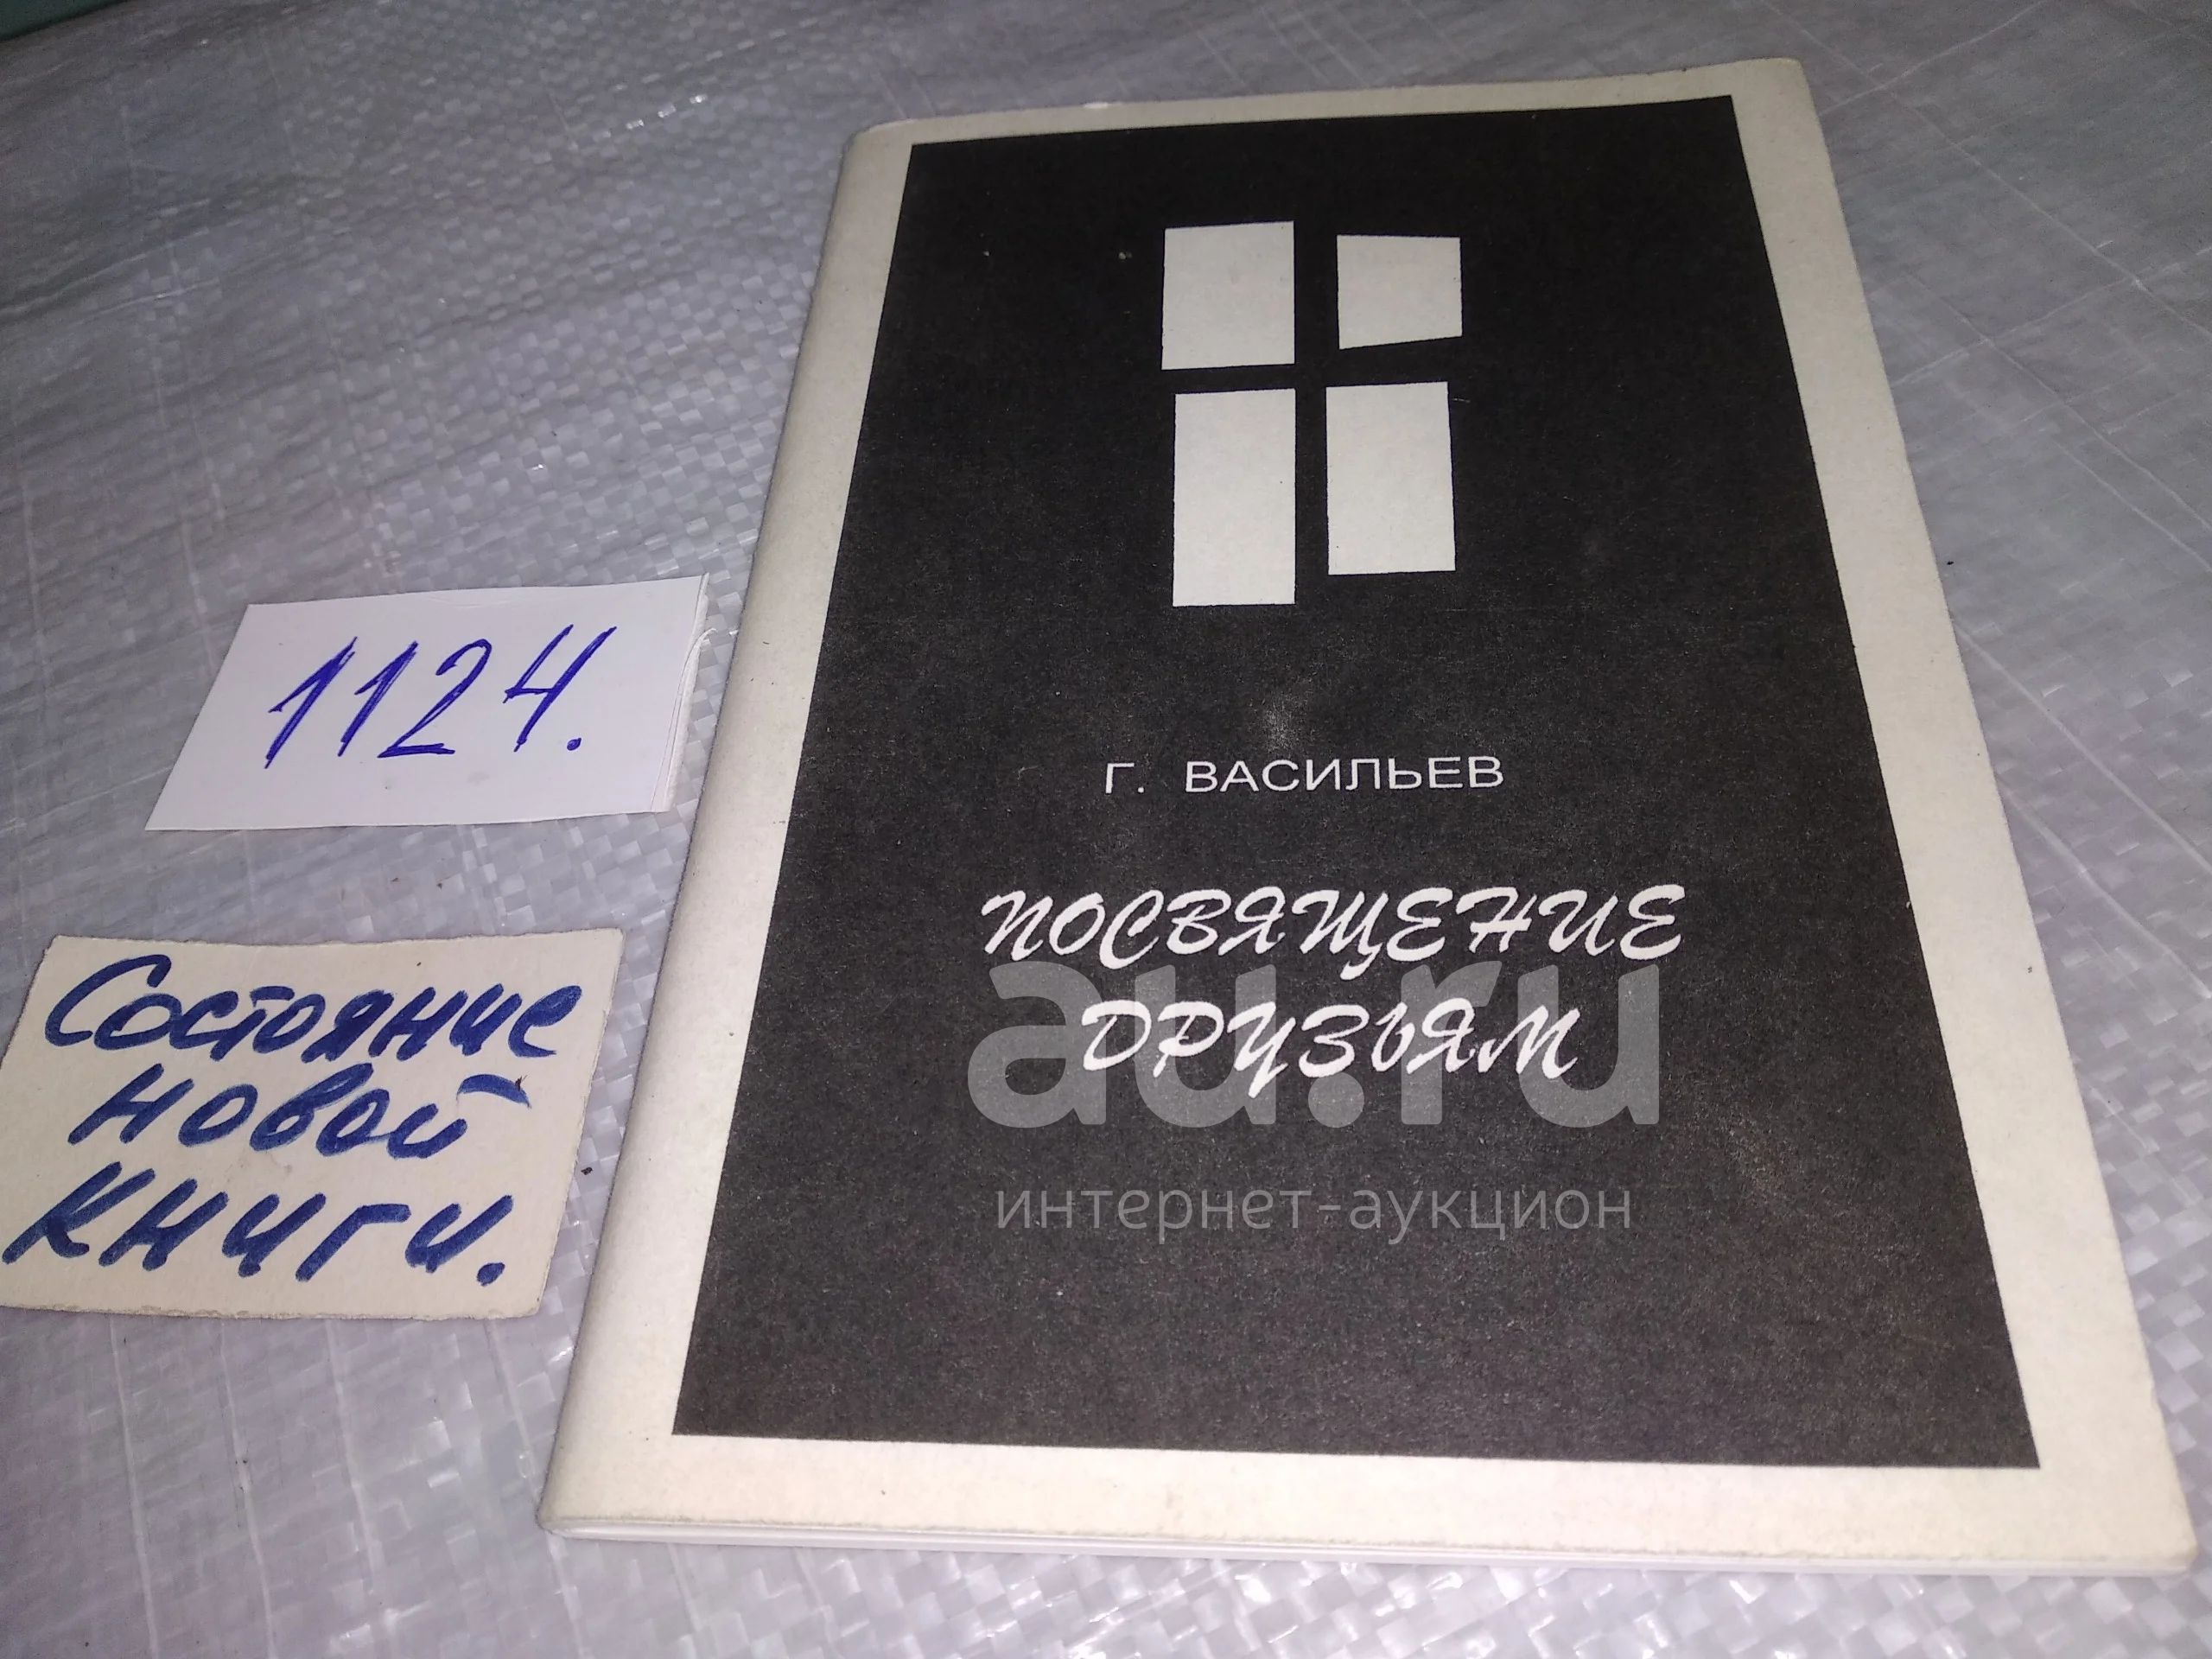 1124.
Состояние
новой
книги.
Г. ВАСИЛЬЕВ
ПОСВЯЩЕНИЕ
ДРУЗЬЯМ
au.ru
интернет-аукцион